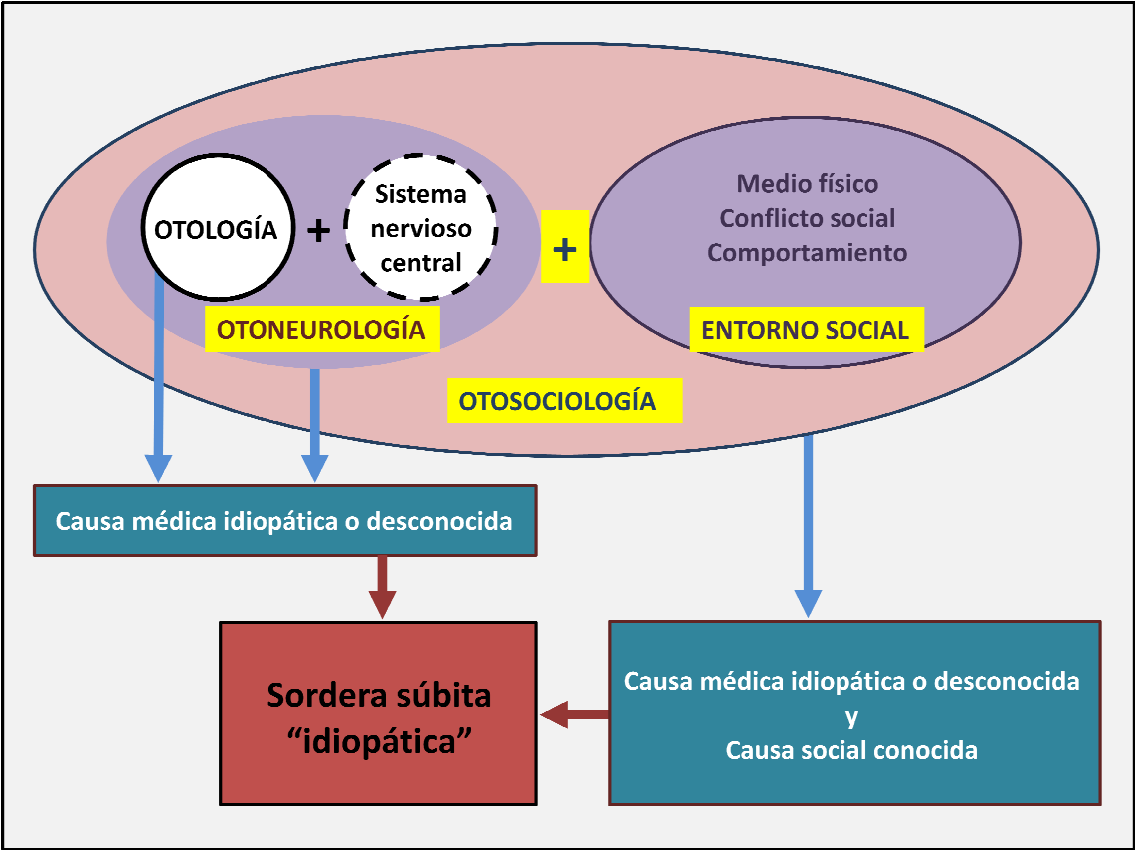 OTOLOGÍA
+
Sistema
nervioso
central
OTONEUROLOGÍA
+
Medio físico
Conflicto social
Comportamiento
ENTORNO SOCIAL
OTOSOCIOLOGÍA
Causa médica idiopática o desconocida
Sordera súbita
“idiopática”
Causa médica idiopática o desconocida
y
Causa social conocida